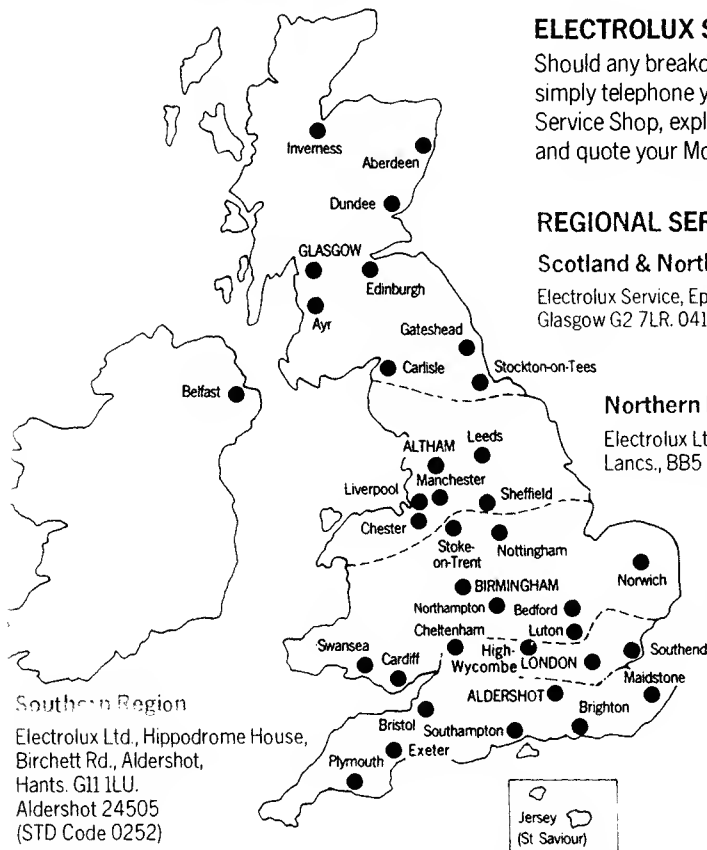 ELECTROLUX S
Should any breakd
simply telephone y
Service Shop, expl
and quote your Mo
REGIONAL SER
Scotland & North
Electrolux Service, Ep
Glasgow G2 7LR. 041
Northern
Electrolux Lt
Lancs., BB5
Inverness
Aberdeen
Dundee
GLASGOW
Edinburgh
Ayr
Gateshead
Carlisle
Stockton-on-Tees
Belfast
ALTHAM
Leeds
Manchester
Liverpool
Sheffield
Chester
Stoke-
on-Trent
Nottingham
Norwich
BIRMINGHAM
Northampton
Bedford
Cheltenham
Luton
Swansea
Cardiff
High-
Wycombe
LONDON
Southend
Maidstone
ALDERSHOT
Brighton
Bristol
Southampton
Exeter
Plymouth
Southern Region
Electrolux Ltd., Hippodrome House,
Birchett Rd., Aldershot,
Hants. G11 1LU.
Aldershot 24505
(STD Code 0252)
Jersey
(St Saviour)